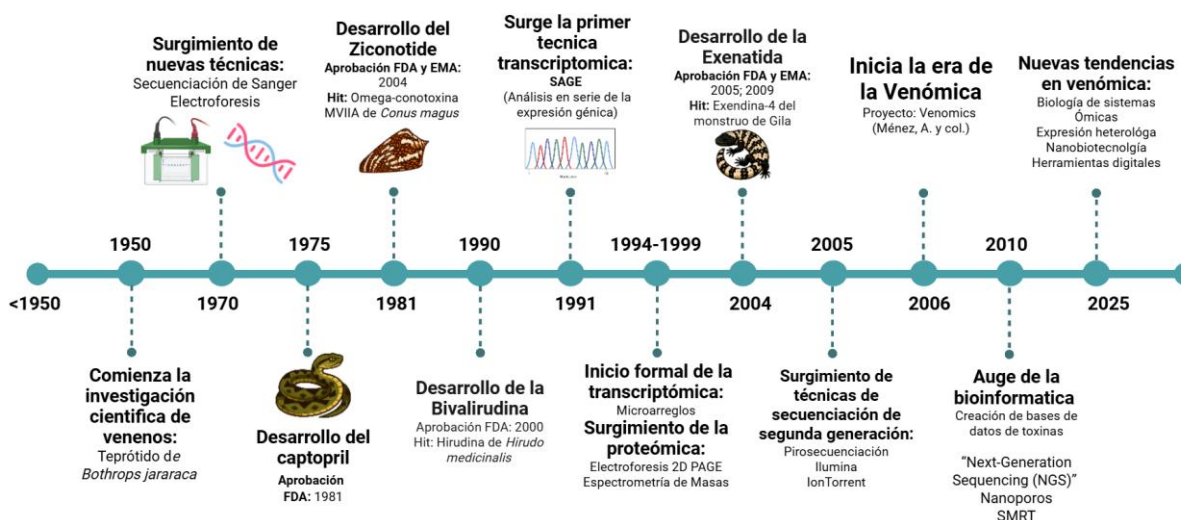 Surgimiento de
nuevas técnicas:
Secuenciación de Sanger
Electroforesis
Desarrollo del
Ziconotide
Aprobación FDA y EMA:
2004
Hit: Omega-conotoxina
MVIIA de Conus magus
Surge la primer
tecnica
transcriptomica:
SAGE
(Análisis en serie de la
expresión génica)
Desarrollo de la
Exenatida
Aprobación FDA y EMA:
2005; 2009
Hit: Exendina-4 del
monstruo de Gila
Inicia la era de
la Venómica
Proyecto: Venomics
(Ménez, A. y col.)
Nuevas tendencias
en venómica:
Biología de sistemas
Ómicas
Expresión heterológa
Nanobiotecnolgía
Herramientas digitales
1950
1975
1990
1994-1999
2005
2010
<1950
1970
1981
1991
2004
2006
2025
Comienza la
investigación
cientifica de
venenos:
Teprótido de
Bothrops jararaca
Desarrollo del
captopril
Aprobación
FDA: 1981
Desarrollo de la
Bivalirudina
Aprobación FDA: 2000
Hit: Hirudina de Hirudo
medicinalis
Inicio formal de la
transcriptómica:
Microarreglos
Surgimiento de la
proteómica:
Electroforesis 2D PAGE
Espectrometría de Masas
Surgimiento de
técnicas de
secuenciación de
segunda generación:
Pirosecuenciación
Ilumina
IonTorrent
Auge de la
bioinformatica
Creación de bases de
datos de toxinas
“Next-Generation
Sequencing (NGS)”
Nanoporos
SMRT